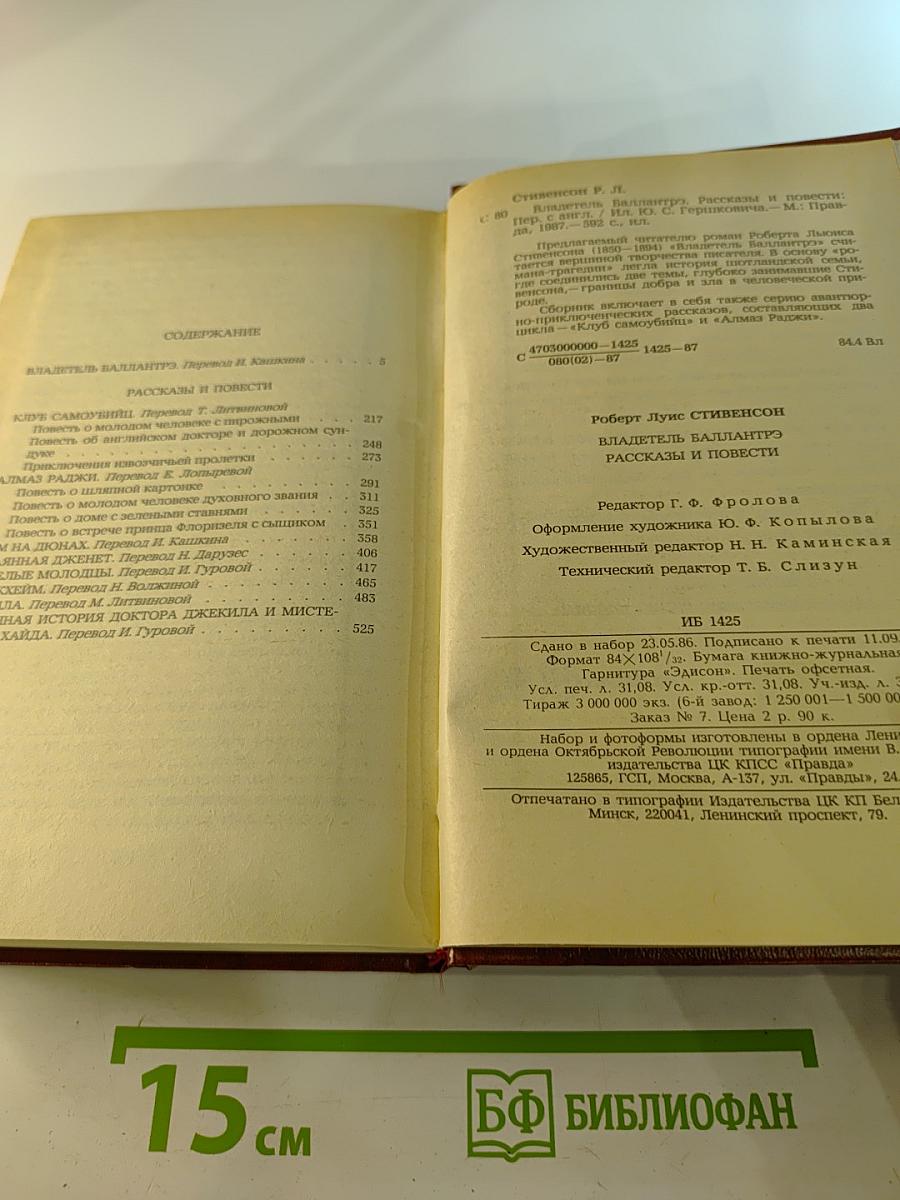 СОДЕРЖАНИЕ
ВЛАДЕТЕЛЬ БАЛЛАНТРЭ. Перевод И. Кашкина . . . . . 5
РАССКАЗЫ И ПОВЕСТИ
КЛУБ САМОУБИЙЦ. Перевод Т. Литвиновой
Повесть о молодом человеке с пирожными . . . . 217
Повесть об английском докторе и дорожном сун-
дуке . . . . . . . . . . . . . . . . . . . . 248
Приключения извозчичьей пролетки . . . . . . 273
АЛМАЗ РАДЖИ. Перевод Е. Лопыревой
Повесть о шляпной картонке . . . . . . . . . 291
Повесть о молодом человеке духовного звания . . 311
Повесть о доме с зелеными ставнями . . . . . 325
Повесть о встрече принца Флоризеля с сыщиком . 351
М НА ДЮНАХ. Перевод И. Кашкина . . . . . . . 358
ЯННАЯ ДЖЕНЕТ. Перевод Н. Дарузес . . . . . . 406
ЕЛЫЕ МОЛОДЦЫ. Перевод И. Гуровой . . . . . . 417
КХЕЙМ. Перевод Н. Волжиной . . . . . . . . . 465
ЛЛА. Перевод М. Литвиновой . . . . . . . . . 483
ННАЯ ИСТОРИЯ ДОКТОРА ДЖЕКИЛА И МИСТЕ-
ХАЙДА. Перевод И. Гуровой . . . . . . . . . 525
Стивенсон Р. Л.
С 80 Владетель Баллантрэ. Рассказы и повести:
Пер. с англ. / Ил. Ю. С. Гершковича.— М.: Прав-
да, 1987.— 592 с., ил.
Предлагаемый читателю роман Роберта Льюиса
Стивенсона (1850—1894) «Владетель Баллантрэ» счи-
тается вершиной творчества писателя. В основу «ро-
мана-трагедии» легла история шотландской семьи,
где соединились две темы, глубоко занимавшие Сти-
венсона,— границы добра и зла в человеческой при-
роде.
Сборник включает в себя также серию авантюр-
но-приключенческих рассказов, составляющих два
цикла — «Клуб самоубийц» и «Алмаз Раджи».
С 4703000000—1425 / 080(02)—87 1425—87 84.4 Вл
Роберт Луис СТИВЕНСОН
ВЛАДЕТЕЛЬ БАЛЛАНТРЭ
РАССКАЗЫ И ПОВЕСТИ
Редактор Г. Ф. Фролова
Оформление художника Ю. Ф. Копылова
Художественный редактор Н. Н. Каминская
Технический редактор Т. Б. Слизун
ИБ 1425
Сдано в набор 23.05.86. Подписано к печати 11.09.
Формат 84×108¹/₃₂. Бумага книжно-журнальная
Гарнитура «Эдисон». Печать офсетная.
Усл. печ. л. 31,08. Усл. кр.-отт. 31,08. Уч.-изд. л. 3
Тираж 3 000 000 экз. (6-й завод: 1 250 001—1 500 00
Заказ № 7. Цена 2 р. 90 к.
Набор и фотоформы изготовлены в ордена Лени
и ордена Октябрьской Революции типографии имени В.
издательства ЦК КПСС «Правда»
125865, ГСП, Москва, А-137, ул. «Правды», 24.
Отпечатано в типографии Издательства ЦК КП Бел
Минск, 220041, Ленинский проспект, 79.
15 см
БФ БИБЛИОФАН